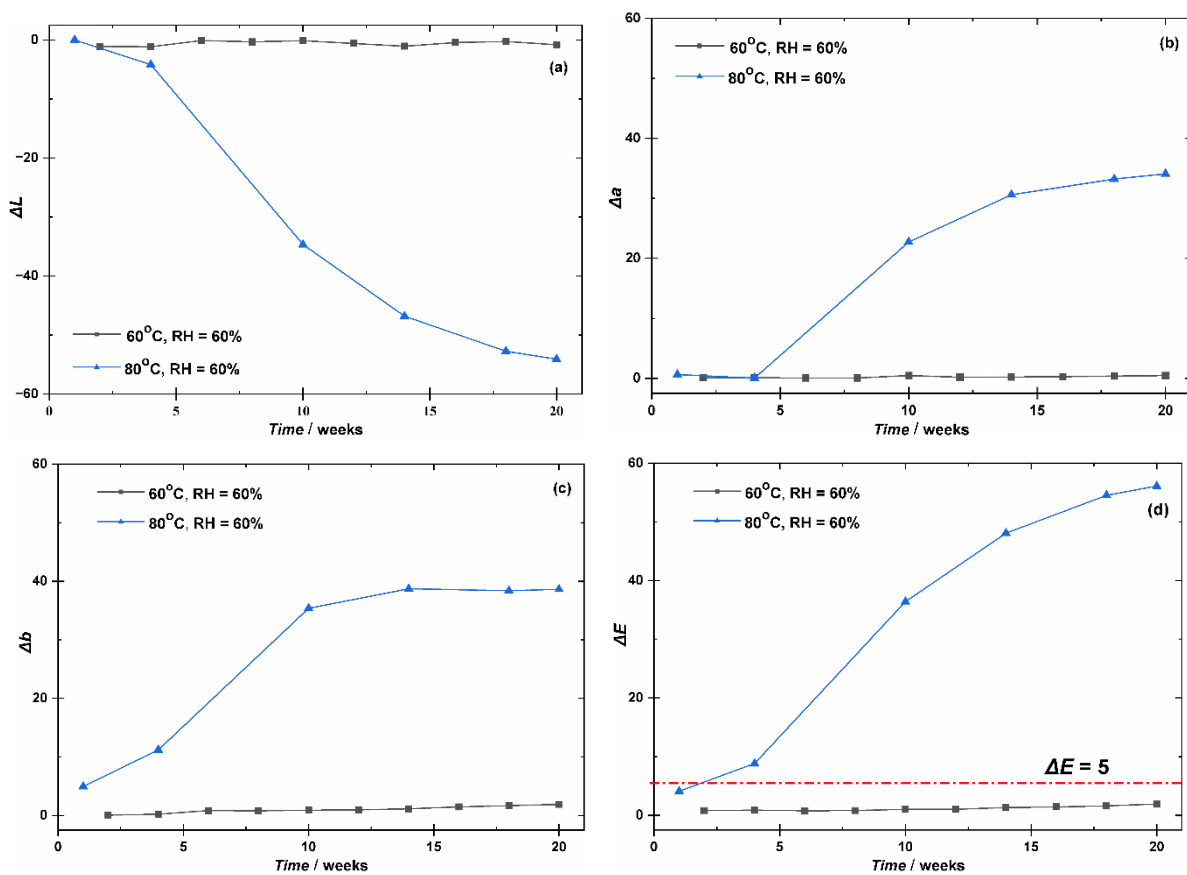 0
−20
−40
−60
ΔL
0
5
10
15
20
Time / weeks
60°C, RH = 60%
80°C, RH = 60%
(a)
60
40
20
0
Δa
0
5
10
15
20
Time / weeks
60°C, RH = 60%
80°C, RH = 60%
(b)
60
40
20
0
Δb
0
5
10
15
20
Time / weeks
60°C, RH = 60%
80°C, RH = 60%
(c)
60
40
20
0
ΔE
0
5
10
15
20
Time / weeks
60°C, RH = 60%
80°C, RH = 60%
(d)
ΔE = 5